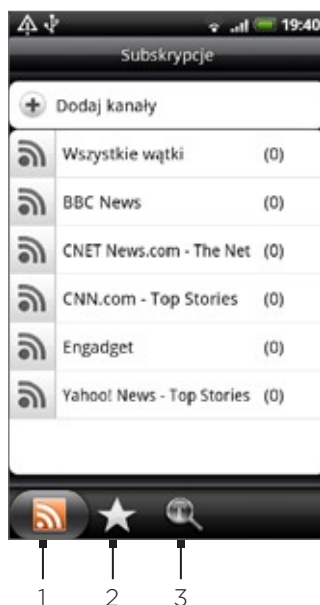 19:40
Subskrypcje
Dodaj kanały
Wszystkie wątki (0)
BBC News (0)
CNET News.com - The Net (0)
CNN.com - Top Stories (0)
Engadget (0)
Yahoo! News - Top Stories (0)
1 2 3